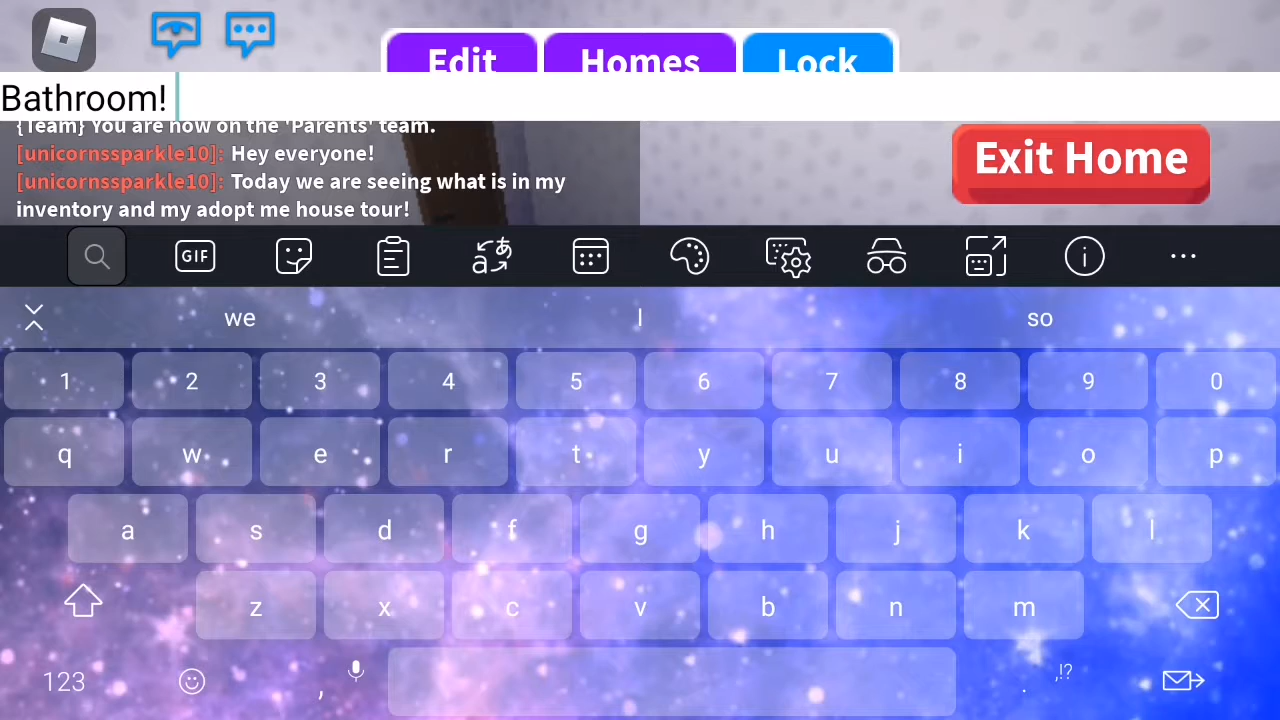 Edit Homes Lock
Bathroom!
{Team} You are now on the 'Parents' team.
[unicornssparkle10]: Hey everyone!
[unicornssparkle10]: Today we are seeing what is in my
inventory and my adopt me house tour!
Exit Home
GIF
we I so
1 2 3 4 5 6 7 8 9 0
q w e r t y u i o p
a s d f g h j k l
z x c v b n m
123 , . ,!?